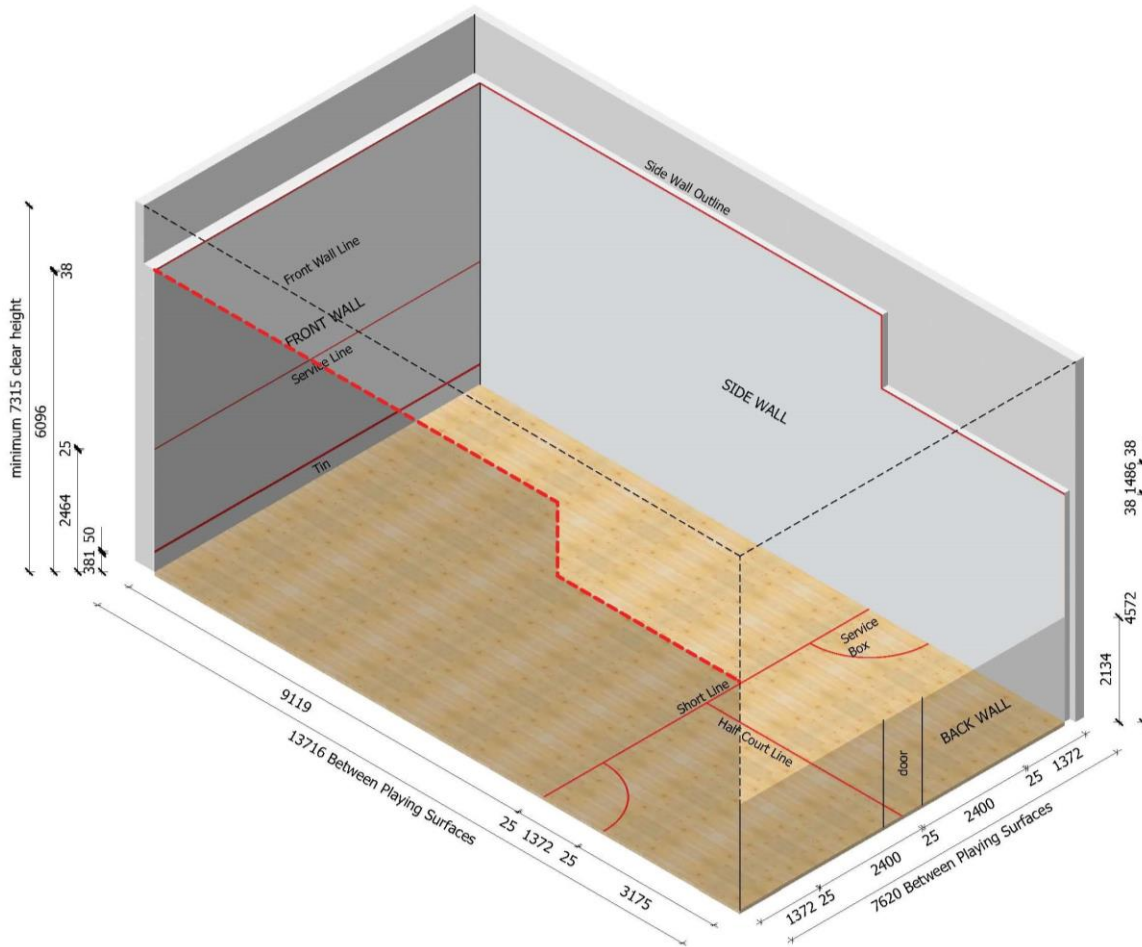 Side Wall Outline
Front Wall Line
FRONT WALL
Service Line
Tin
SIDE WALL
minimum 7315 clear height
6096
38
25
2464
50
381
38
1486
38
4572
2134
Service
Box
Short Line
Half Court Line
door
BACK WALL
9119
25 1372 25
3175
13716 Between Playing Surfaces
1372 25
2400
25
2400
25 1372
7620 Between Playing Surfaces